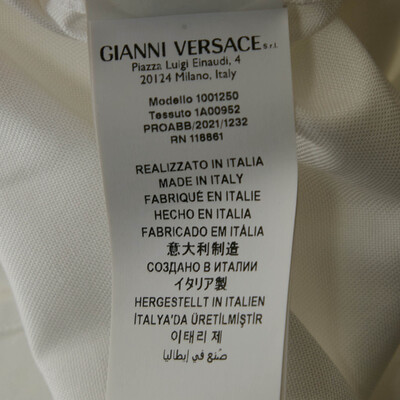 GIANNI VERSACE S.r.l.
Piazza Luigi Einaudi, 4
20124 Milano, Italy
Modello 1001250
Tessuto 1A00952
PROABB/2021/1232
RN 118861
REALIZZATO IN ITALIA
MADE IN ITALY
FABRIQUÉ EN ITALIE
HECHO EN ITALIA
FABRICADO EM ITÁLIA
意大利制造
СОЗДАНО В ИТАЛИИ
イタリア製
HERGESTELLT IN ITALIEN
İTALYA'DA ÜRETİLMİŞTİR
이태리 제
صنع في إيطاليا